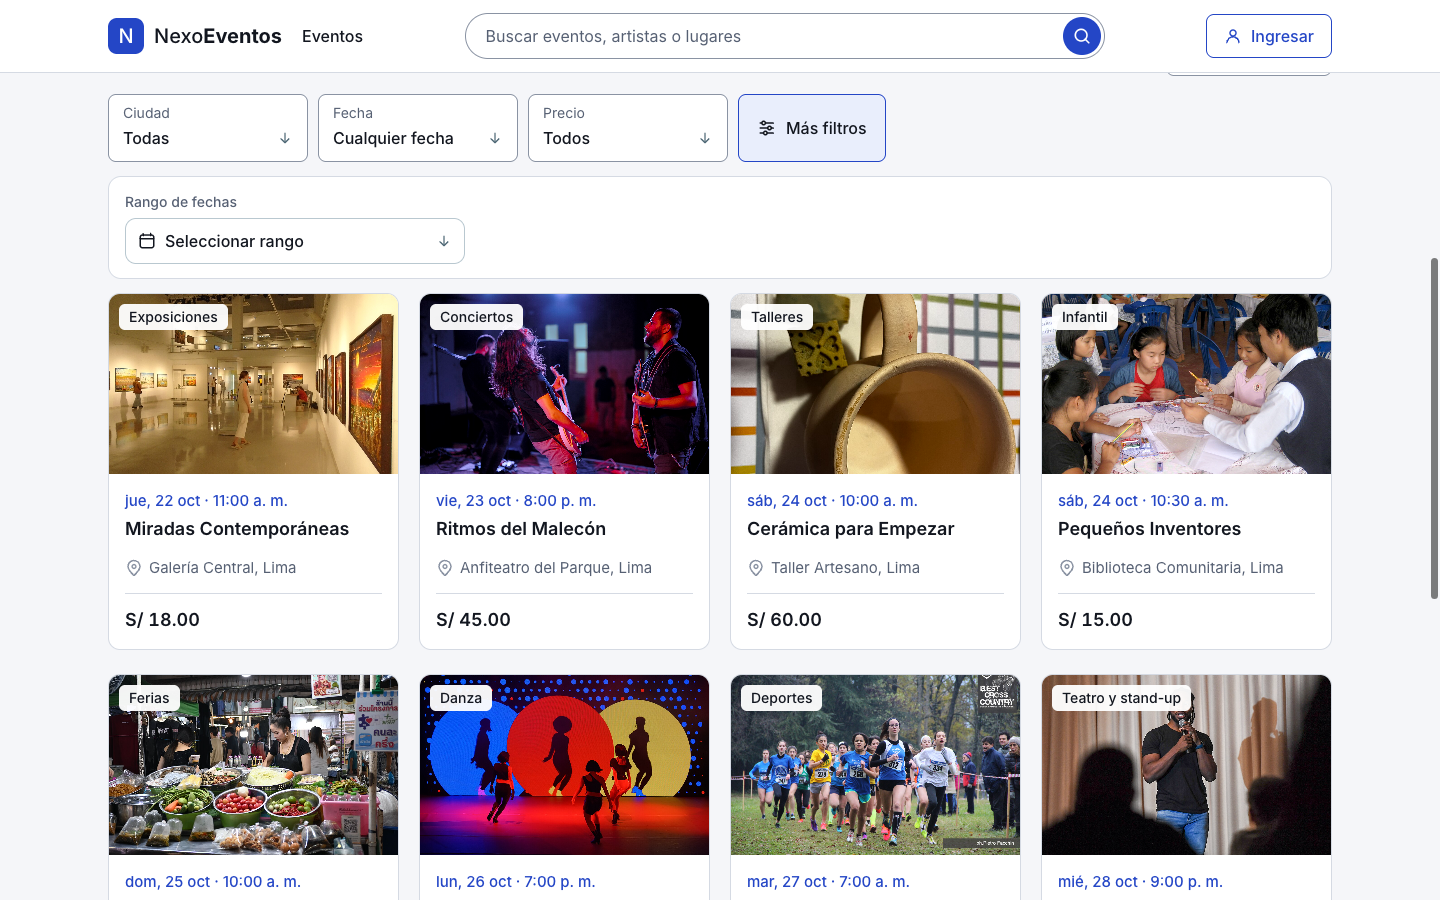 N NexoEventos Eventos Buscar eventos, artistas o lugares Ingresar
Ciudad
Todas
Fecha
Cualquier fecha
Precio
Todos
Más filtros
Rango de fechas
Seleccionar rango
Exposiciones
jue, 22 oct · 11:00 a. m.
Miradas Contemporáneas
Galería Central, Lima
S/ 18.00
Conciertos
vie, 23 oct · 8:00 p. m.
Ritmos del Malecón
Anfiteatro del Parque, Lima
S/ 45.00
Talleres
sáb, 24 oct · 10:00 a. m.
Cerámica para Empezar
Taller Artesano, Lima
S/ 60.00
Infantil
sáb, 24 oct · 10:30 a. m.
Pequeños Inventores
Biblioteca Comunitaria, Lima
S/ 15.00
Ferias
dom, 25 oct · 10:00 a. m.
Danza
lun, 26 oct · 7:00 p. m.
Deportes
BEST
CROSS
COUNTRY
mar, 27 oct · 7:00 a. m.
Teatro y stand-up
mié, 28 oct · 9:00 p. m.